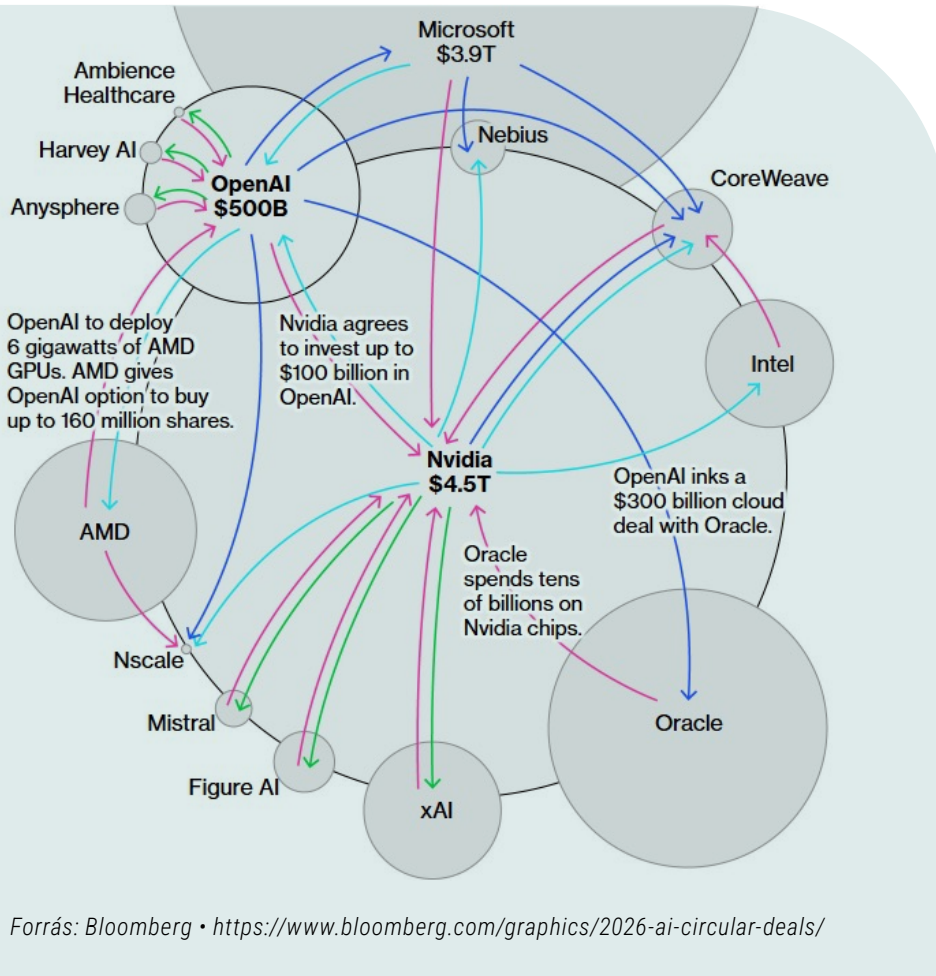 Microsoft
$3.9T
Ambience
Healthcare
Harvey AI
Anysphere
OpenAI
$500B
Nebius
CoreWeave
OpenAI to deploy
6 gigawatts of AMD
GPUs. AMD gives
OpenAI option to buy
up to 160 million shares.
Nvidia agrees
to invest up to
$100 billion in
OpenAI.
Intel
Nvidia
$4.5T
OpenAI inks a
$300 billion cloud
deal with Oracle.
AMD
Oracle
spends tens
of billions on
Nvidia chips.
Nscale
Mistral
Oracle
Figure AI
xAI
Forrás: Bloomberg • https://www.bloomberg.com/graphics/2026-ai-circular-deals/